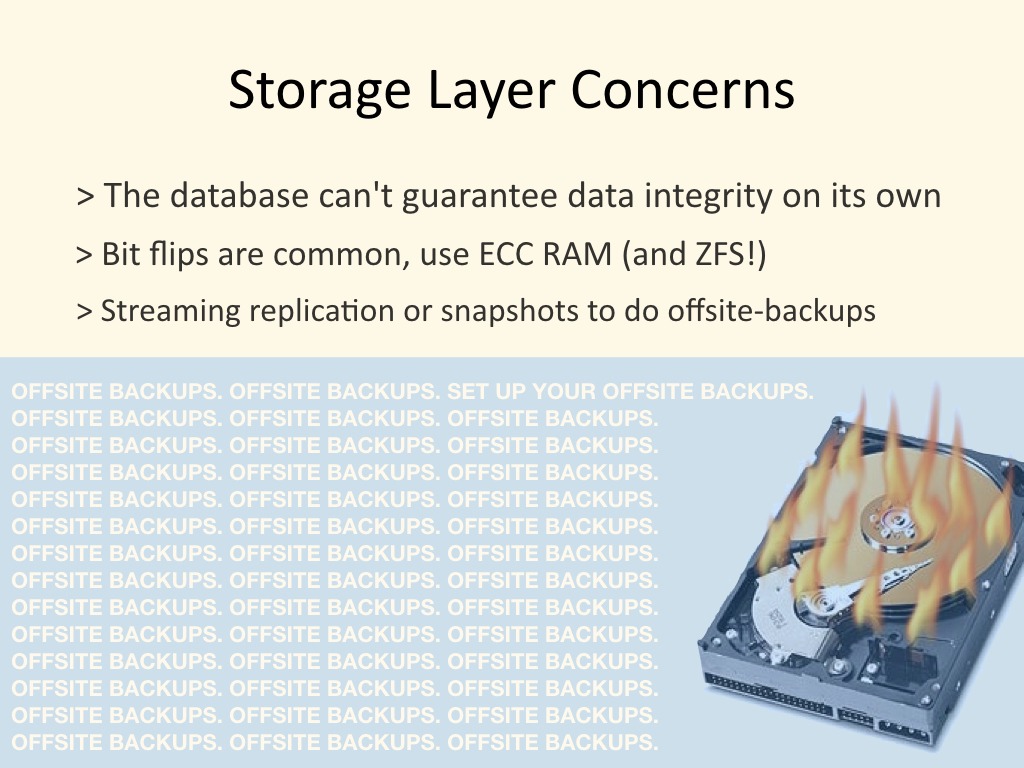 Storage Layer Concerns
> The database can't guarantee data integrity on its own
> Bit flips are common, use ECC RAM (and ZFS!)
> Streaming replication or snapshots to do offsite-backups
OFFSITE BACKUPS. OFFSITE BACKUPS. SET UP YOUR OFFSITE BACKUPS.
OFFSITE BACKUPS. OFFSITE BACKUPS. OFFSITE BACKUPS.
OFFSITE BACKUPS. OFFSITE BACKUPS. OFFSITE BACKUPS.
OFFSITE BACKUPS. OFFSITE BACKUPS. OFFSITE BACKUPS.
OFFSITE BACKUPS. OFFSITE BACKUPS. OFFSITE BACKUPS.
OFFSITE BACKUPS. OFFSITE BACKUPS. OFFSITE BACKUPS.
OFFSITE BACKUPS. OFFSITE BACKUPS. OFFSITE BACKUPS.
OFFSITE BACKUPS. OFFSITE BACKUPS. OFFSITE BACKUPS.
OFFSITE BACKUPS. OFFSITE BACKUPS. OFFSITE BACKUPS.
OFFSITE BACKUPS. OFFSITE BACKUPS. OFFSITE BACKUPS.
OFFSITE BACKUPS. OFFSITE BACKUPS. OFFSITE BACKUPS.
OFFSITE BACKUPS. OFFSITE BACKUPS. OFFSITE BACKUPS.
OFFSITE BACKUPS. OFFSITE BACKUPS. OFFSITE BACKUPS.
OFFSITE BACKUPS. OFFSITE BACKUPS. OFFSITE BACKUPS.